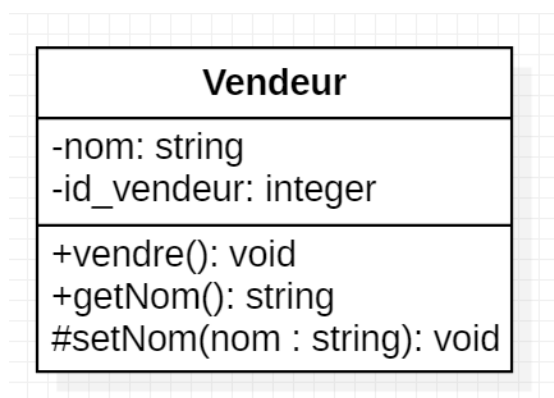 Vendeur
-nom: string
-id_vendeur: integer
+vendre(): void
+getNom(): string
#setNom(nom : string): void